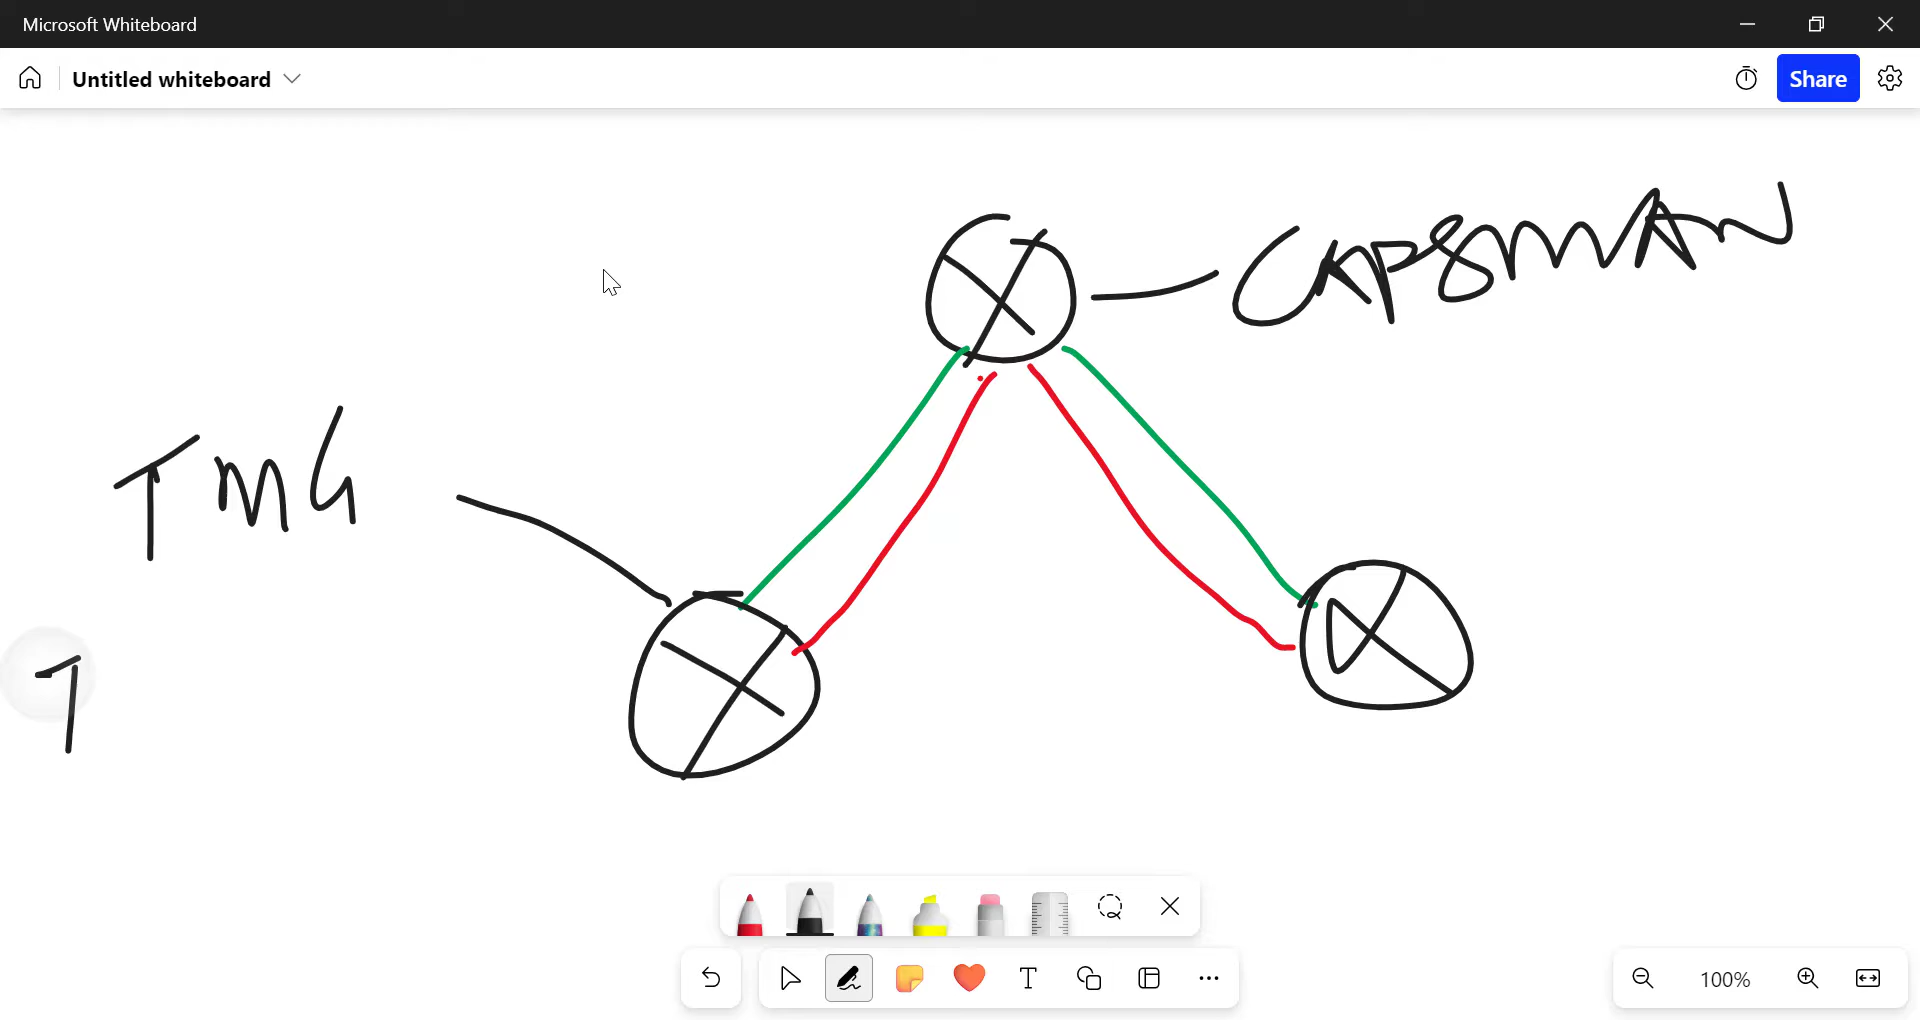 Microsoft Whiteboard
Untitled whiteboard
Share
CAPSMAN
TMG
100%